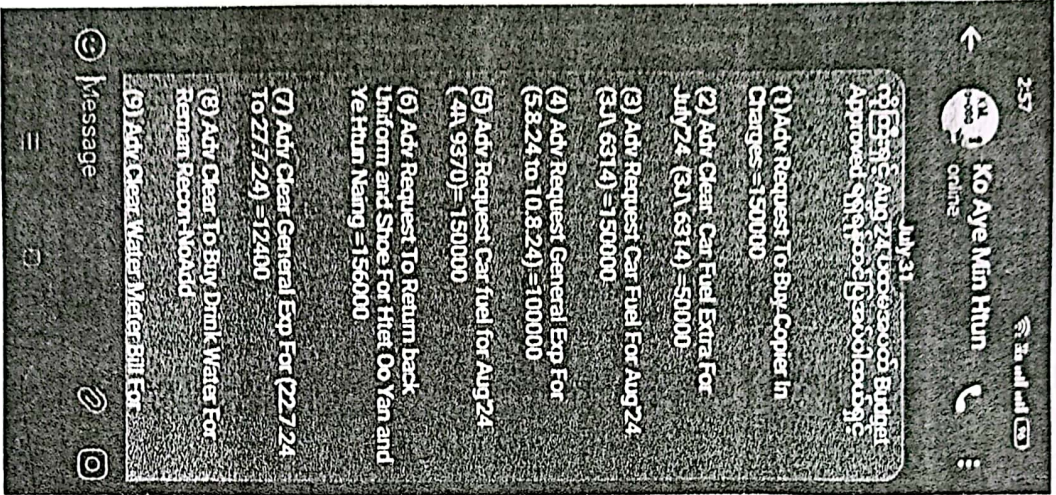 2:57
Ko Aye Min Htun
online
July 31
Aug'24 Budget
Approved
(1) Adv Request To Buy Copier In
Charges =150000
(2) Adv Clear Car Fuel Extra For
July'24 (3J\ 6314)=50000
(3) Adv Request Car Fuel For Aug'24
(3J\ 6314)=150000
(4) Adv Request General Exp For
(5.8.24 to 10.8.24)=100000
(5) Adv Request Car fuel for Aug'24
9370)=150000
(6) Adv Request To Return back
Uniform and Shoe For Htet Oo Yan and
Ye Htun Naing =156000
(7) Adv Clear General Exp For (22.7.24
To 27.7.24) =12400
(8) Adv Clear To Buy Drink Water For
Reman Recon-NoAd
(9) Adv Clear Water Meter Bill For
Message